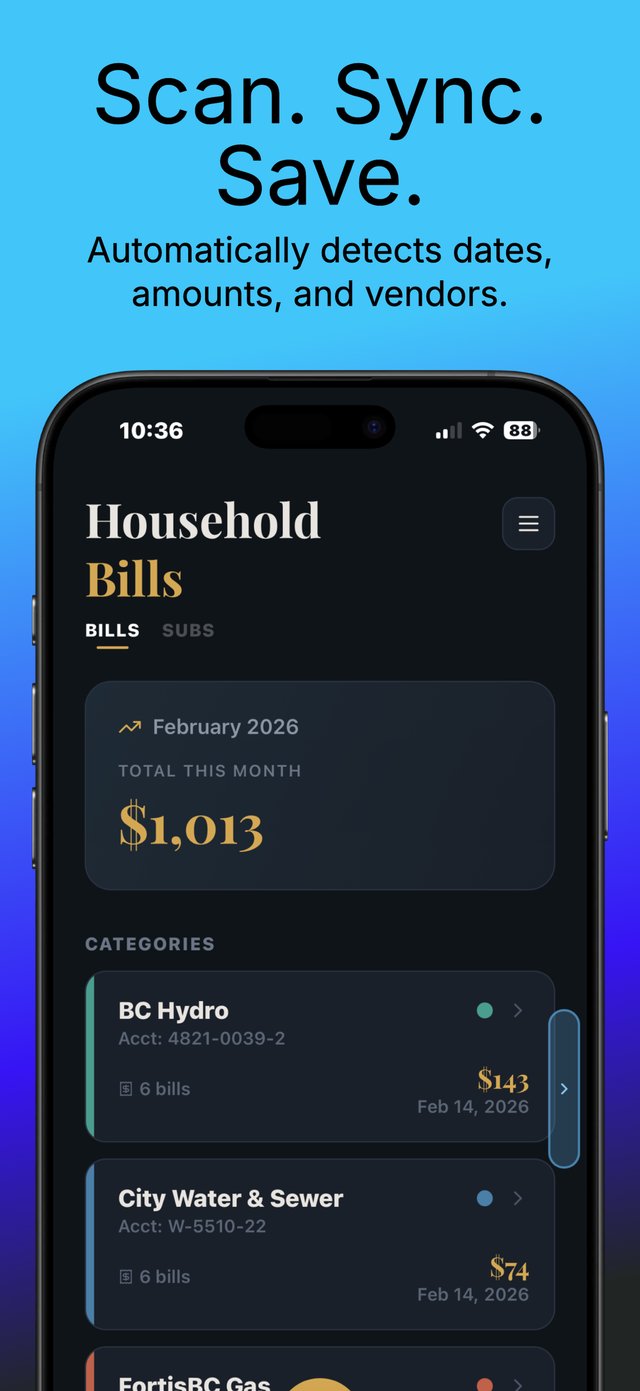 Scan. Sync.
Save.
Automatically detects dates,
amounts, and vendors.
10:36
88
Household
Bills
BILLS SUBS
February 2026
TOTAL THIS MONTH
$1,013
CATEGORIES
BC Hydro
Acct: 4821-0039-2
6 bills
$143
Feb 14, 2026
City Water & Sewer
Acct: W-5510-22
6 bills
$74
Feb 14, 2026
FortisBC Gas